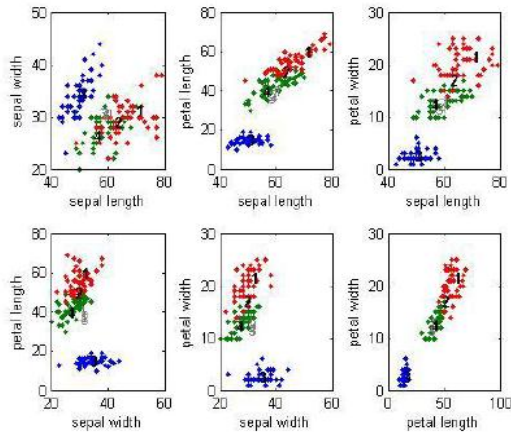 50 40 30 20
sepal width
40 60 80
sepal length
80 60 40 20 0
petal length
40 60 80
sepal length
30 20 10 0
petal width
40 60 80
sepal length
80 60 40 20 0
petal length
20 40 60
sepal width
30 20 10 0
petal width
20 40 60
sepal width
30 20 10 0
petal width
0 50 100
petal length